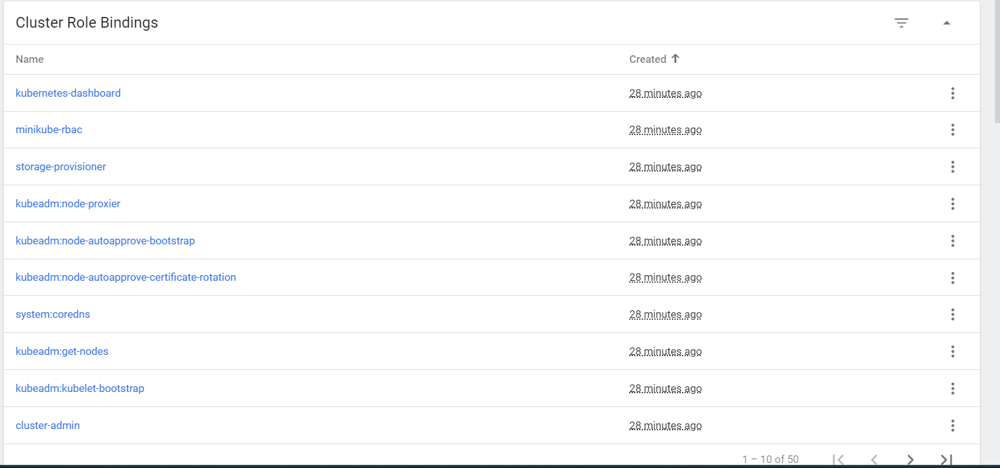 Cluster Role Bindings
Name Created
kubernetes-dashboard 28 minutes ago
minikube-rbac 28 minutes ago
storage-provisioner 28 minutes ago
kubeadm:node-proxier 28 minutes ago
kubeadm:node-autoapprove-bootstrap 28 minutes ago
kubeadm:node-autoapprove-certificate-rotation 28 minutes ago
system:coredns 28 minutes ago
kubeadm:get-nodes 28 minutes ago
kubeadm:kubelet-bootstrap 28 minutes ago
cluster-admin 28 minutes ago
1 – 10 of 50